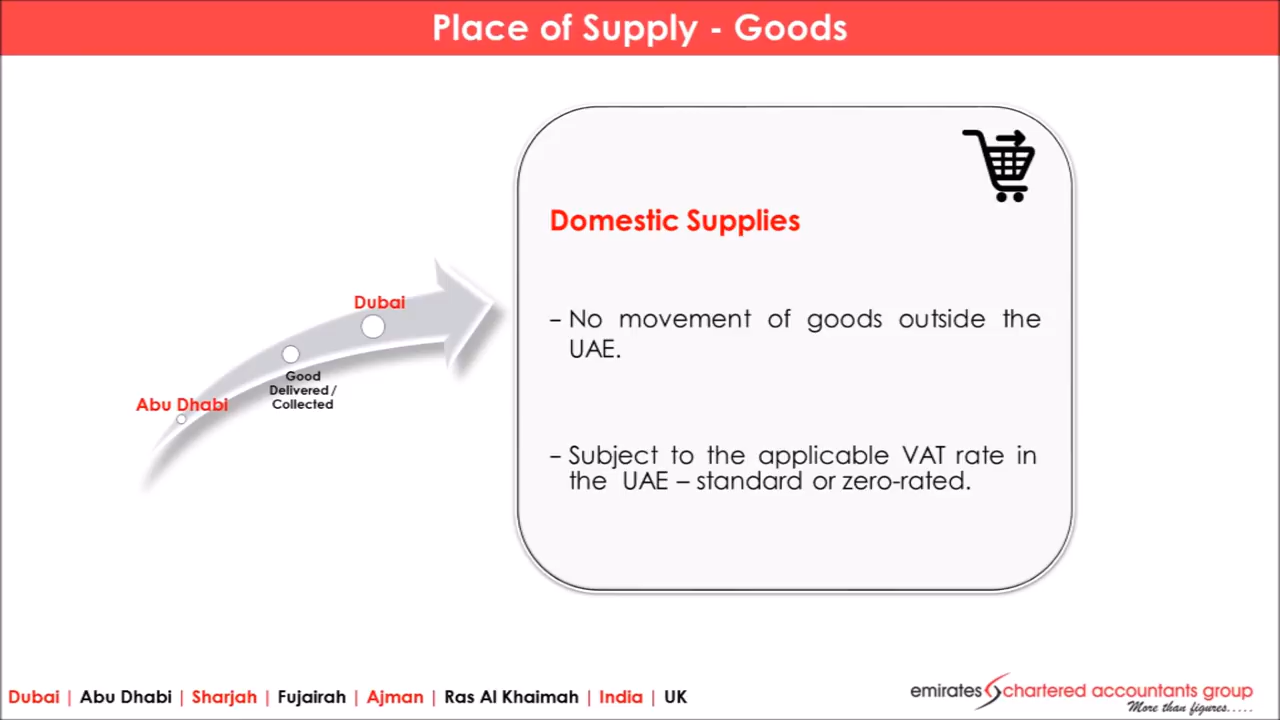 Place of Supply - Goods
Domestic Supplies
– No movement of goods outside the
UAE.
– Subject to the applicable VAT rate in
the UAE – standard or zero-rated.
Dubai
Good
Delivered /
Collected
Abu Dhabi
Dubai | Abu Dhabi | Sharjah | Fujairah | Ajman | Ras Al Khaimah | India | UK
emirates chartered accountants group
More than figures.....